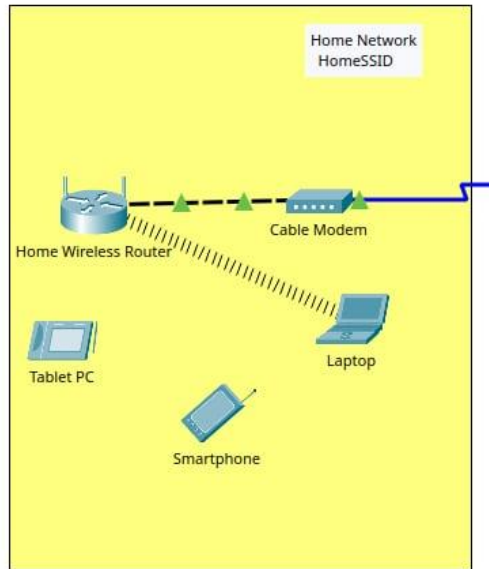 Home Network
HomeSSID
Cable Modem
Home Wireless Router
Laptop
Tablet PC
Smartphone